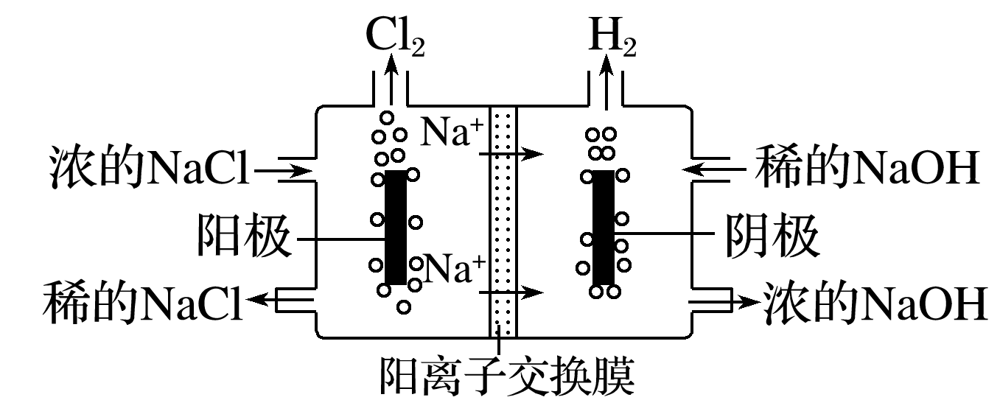 Cl₂
H₂
Na⁺
浓的NaCl
稀的NaOH
阳极
阴极
Na⁺
稀的NaCl
浓的NaOH
阳离子交换膜